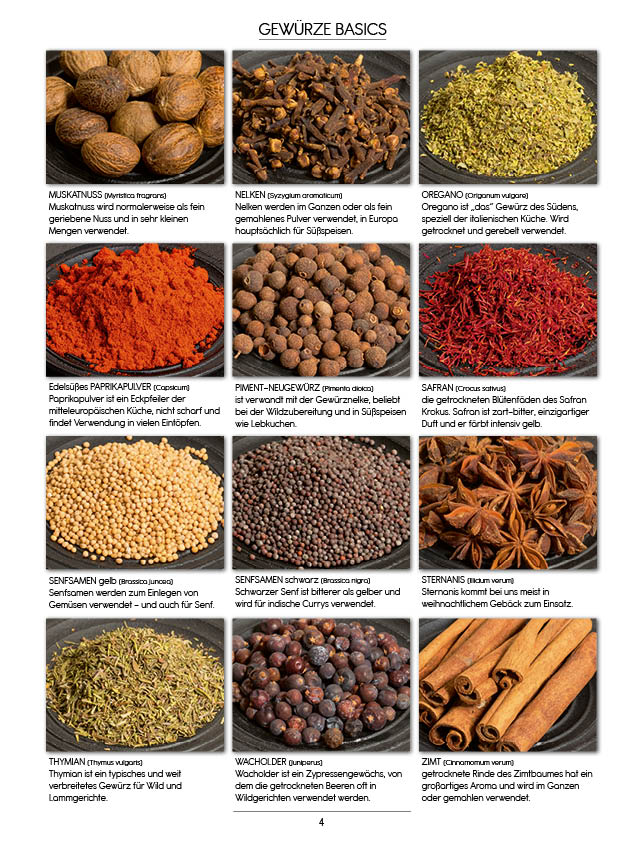 GEWÜRZE BASICS
MUSKATNUSS (Myristica fragrans)
Muskatnuss wird normalerweise als fein
geriebene Nuss und in sehr kleinen
Mengen verwendet.
NELKEN (Syzygium aromaticum)
Nelken werden im Ganzen oder als fein
gemahlenes Pulver verwendet, in Europa
hauptsächlich für Süßspeisen.
OREGANO (Origanum vulgare)
Oregano ist „das“ Gewürz des Südens,
speziell der italienischen Küche. Wird
getrocknet und gerebelt verwendet.
Edelsüßes PAPRIKAPULVER (Capsicum)
Paprikapulver ist ein Eckpfeiler der
mitteleuropäischen Küche, nicht scharf und
findet Verwendung in vielen Eintöpfen.
PIMENT-NEUGEWÜRZ (Pimenta dioica)
ist verwandt mit der Gewürznelke, beliebt
bei der Wildzubereitung und in Süßspeisen
wie Lebkuchen.
SAFRAN (Crocus sativus)
die getrockneten Blütenfäden des Safran
Krokus. Safran ist zart-bitter, einzigartiger
Duft und er färbt intensiv gelb.
SENFSAMEN gelb (Brassica juncea)
Senfsamen werden zum Einlegen von
Gemüsen verwendet – und auch für Senf.
SENFSAMEN schwarz (Brassica nigra)
Schwarzer Senf ist bitterer als gelber und
wird für indische Currys verwendet.
STERNANIS (Illicium verum)
Sternanis kommt bei uns meist in
weihnachtlichem Gebäck zum Einsatz.
THYMIAN (Thymus vulgaris)
Thymian ist ein typisches und weit
verbreitetes Gewürz für Wild und
Lammgerichte.
WACHOLDER (Juniperus)
Wacholder ist ein Zypressengewächs, von
dem die getrockneten Beeren oft in
Wildgerichten verwendet werden.
ZIMT (Cinnamomum verum)
getrocknete Rinde des Zimtbaumes hat ein
großartiges Aroma und wird im Ganzen
oder gemahlen verwendet.
4